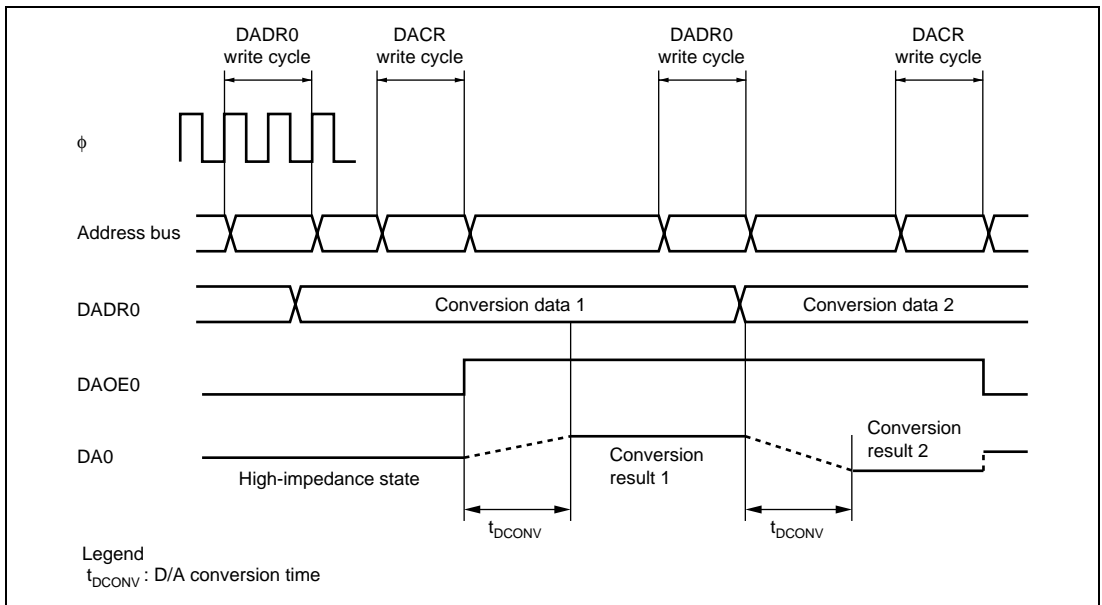 DADR0
write cycle
DACR
write cycle
DADR0
write cycle
DACR
write cycle
ϕ
Address bus
DADR0
Conversion data 1
Conversion data 2
DAOE0
DA0
High-impedance state
Conversion
result 1
Conversion
result 2
tDCONV
tDCONV
Legend
tDCONV : D/A conversion time